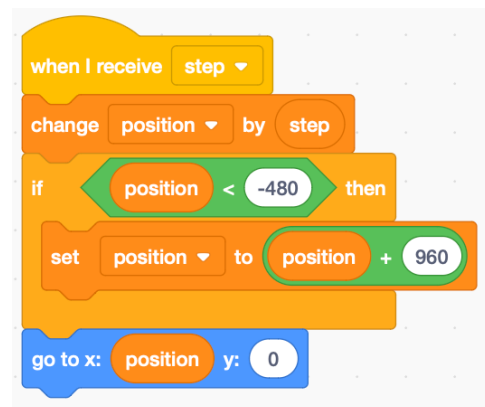 when I receive step
change position by step
if position < -480 then
set position to position + 960
go to x: position y: 0